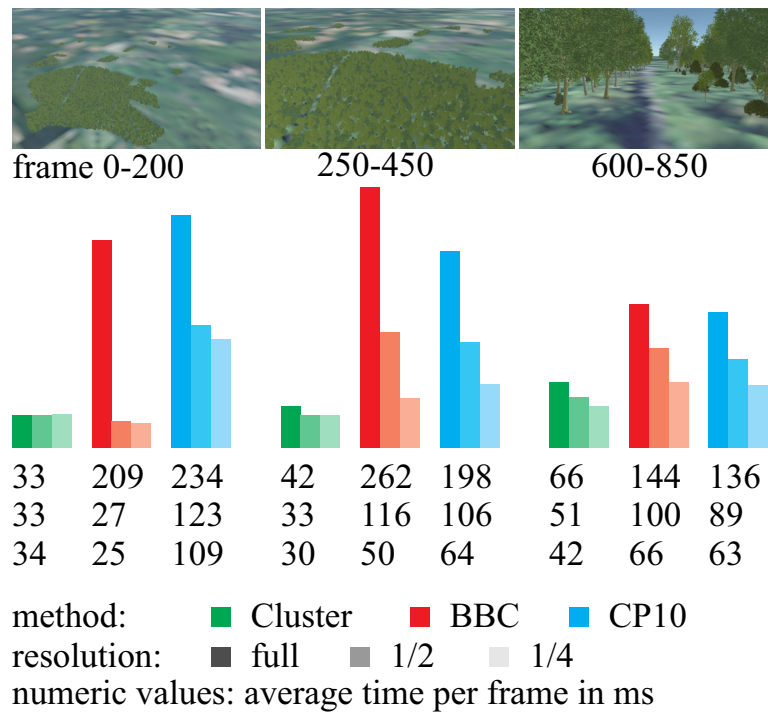 frame 0-200 250-450 600-850
33 209 234 42 262 198 66 144 136
33 27 123 33 116 106 51 100 89
34 25 109 30 50 64 42 66 63
method: Cluster BBC CP10
resolution: full 1/2 1/4
numeric values: average time per frame in ms